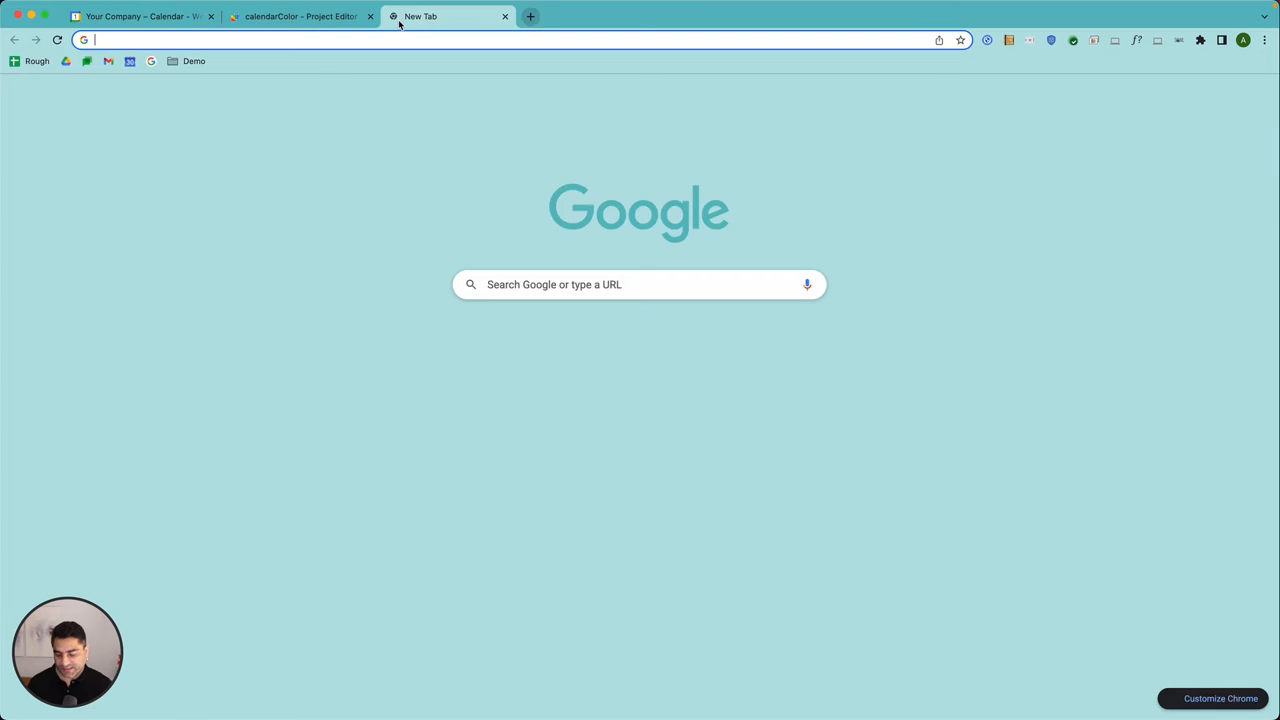 Your Company – Calendar - W
calendarColor - Project Editor
New Tab
Rough
Demo
Google
Search Google or type a URL
Customize Chrome